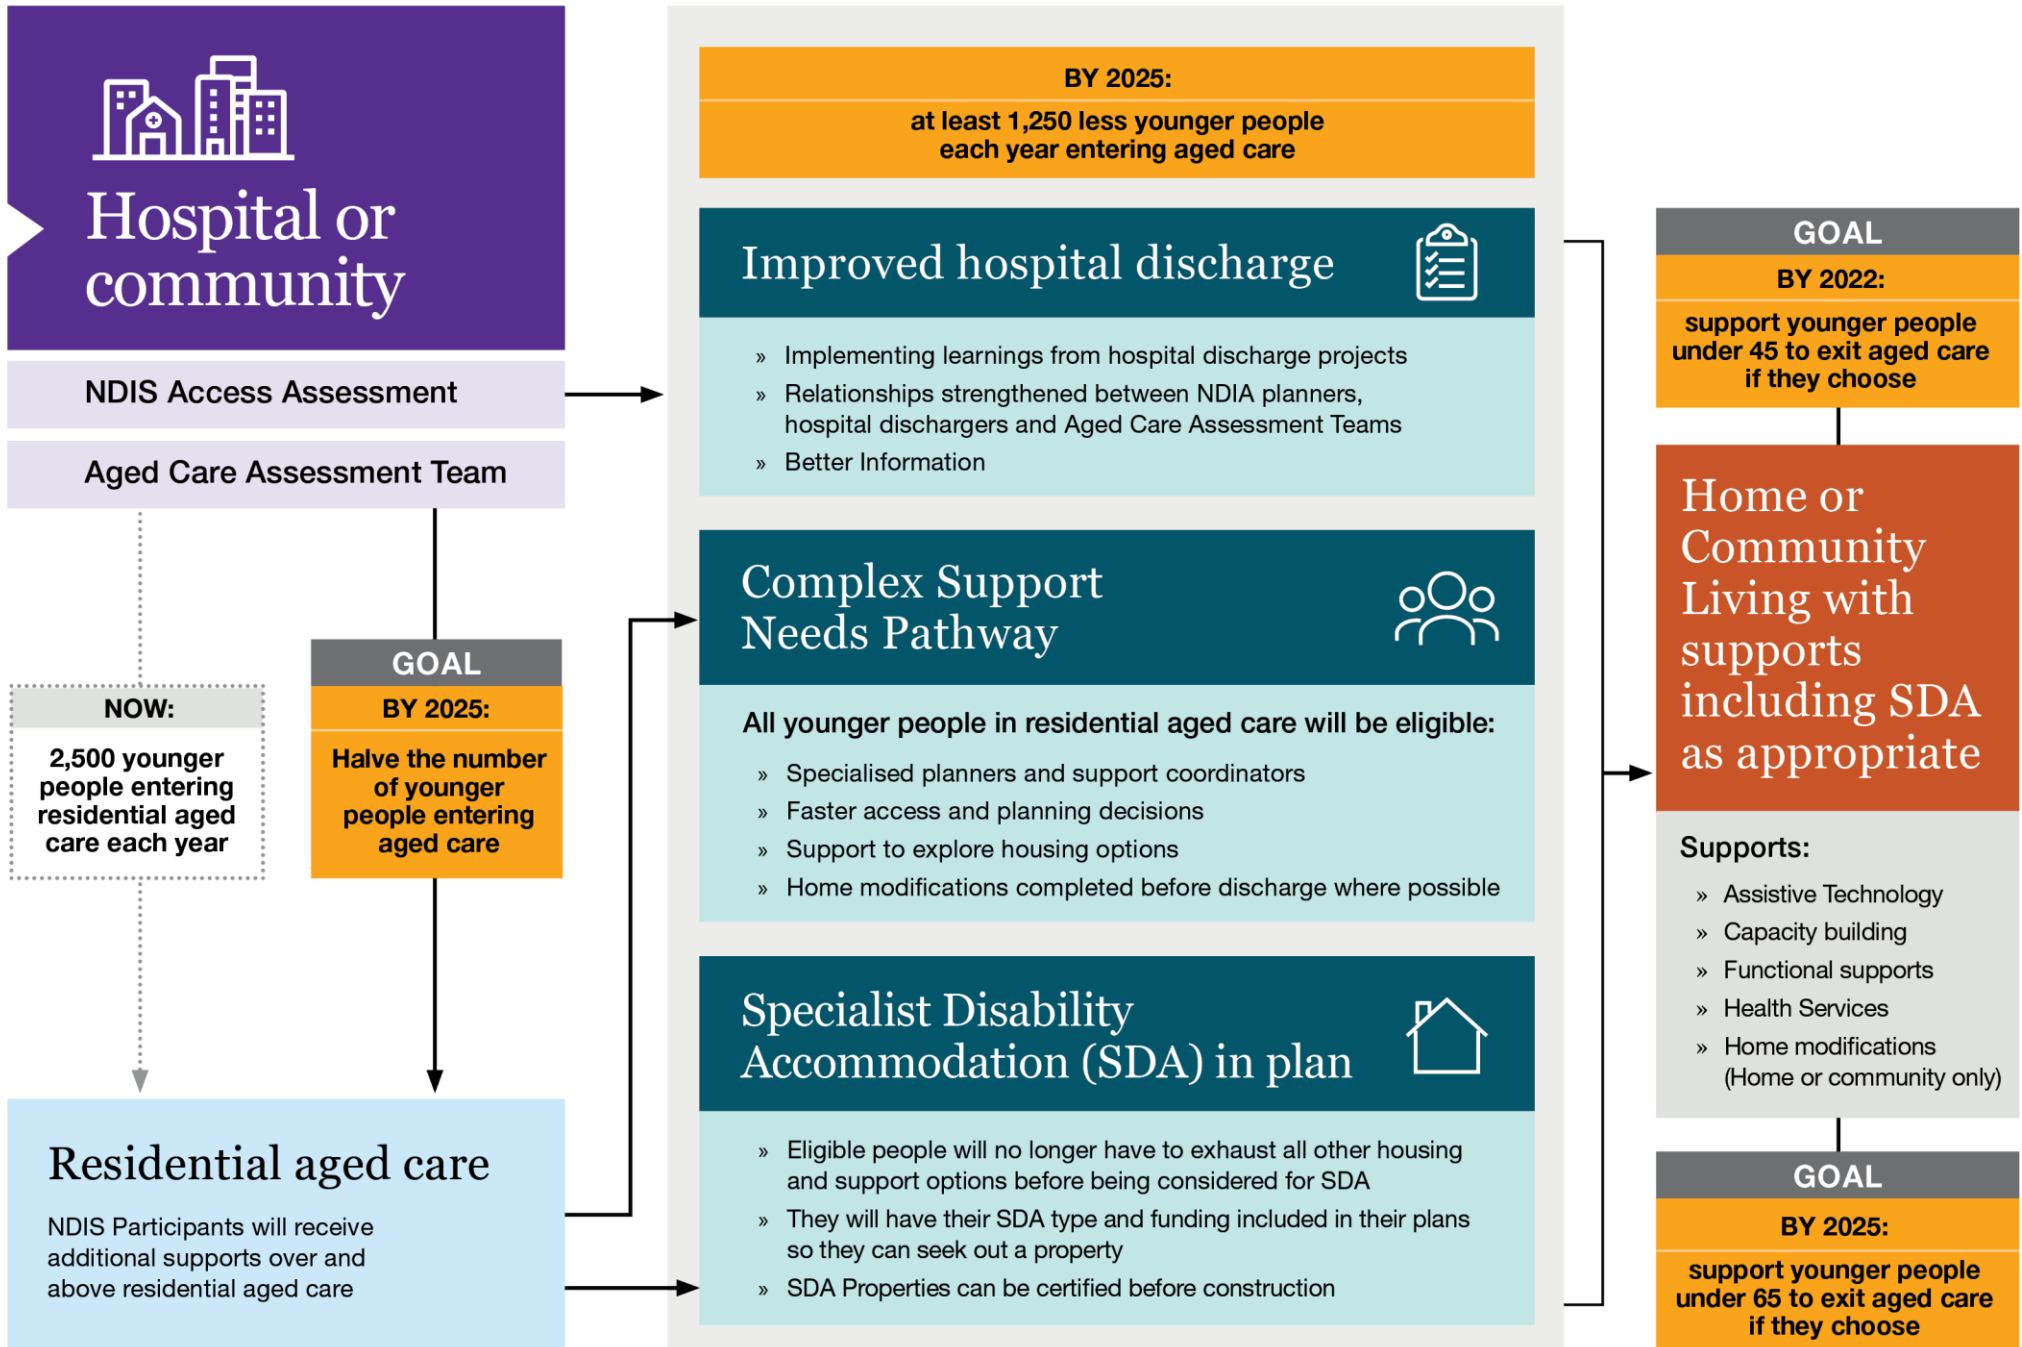 Hospital or
community
NDIS Access Assessment
Aged Care Assessment Team
NOW:
2,500 younger
people entering
residential aged
care each year
GOAL
BY 2025:
Halve the number
of younger
people entering
aged care
Residential aged care
NDIS Participants will receive
additional supports over and
above residential aged care
BY 2025:
at least 1,250 less younger people
each year entering aged care
Improved hospital discharge
» Implementing learnings from hospital discharge projects
» Relationships strengthened between NDIA planners,
hospital dischargers and Aged Care Assessment Teams
» Better Information
Complex Support
Needs Pathway
All younger people in residential aged care will be eligible:
» Specialised planners and support coordinators
» Faster access and planning decisions
» Support to explore housing options
» Home modifications completed before discharge where possible
Specialist Disability
Accommodation (SDA) in plan
» Eligible people will no longer have to exhaust all other housing
and support options before being considered for SDA
» They will have their SDA type and funding included in their plans
so they can seek out a property
» SDA Properties can be certified before construction
GOAL
BY 2022:
support younger people
under 45 to exit aged care
if they choose
Home or
Community
Living with
supports
including SDA
as appropriate
Supports:
» Assistive Technology
» Capacity building
» Functional supports
» Health Services
» Home modifications
(Home or community only)
GOAL
BY 2025:
support younger people
under 65 to exit aged care
if they choose